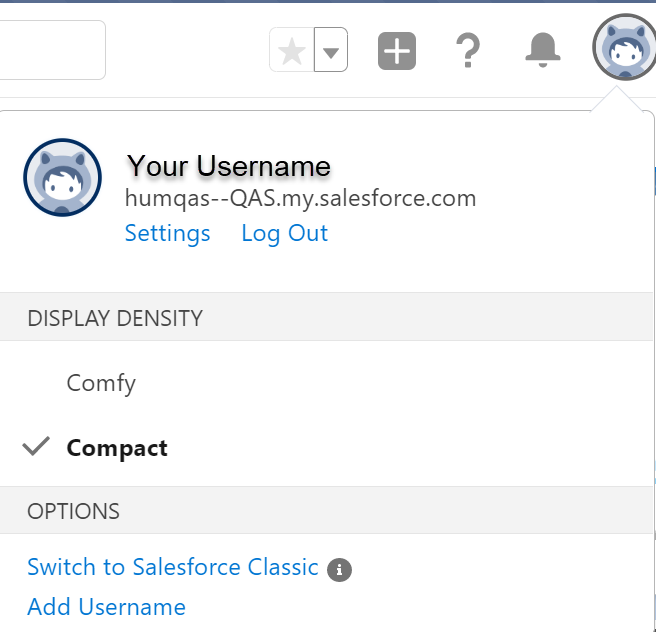 Your Username
humqas--QAS.my.salesforce.com
Settings Log Out
DISPLAY DENSITY
Comfy
Compact
OPTIONS
Switch to Salesforce Classic
Add Username